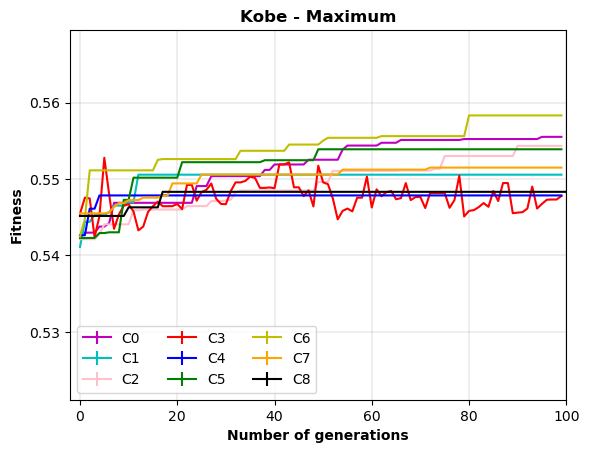 Kobe - Maximum
0.56
0.55
0.54
0.53
Fitness
C0 C3 C6
C1 C4 C7
C2 C5 C8
0 20 40 60 80 100
Number of generations